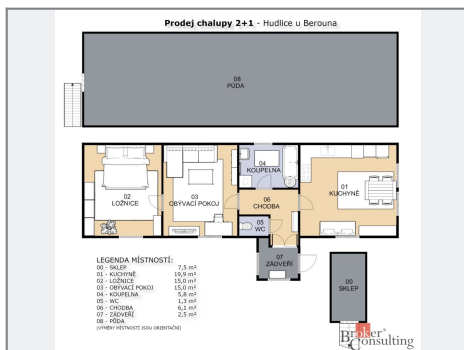 Prodej chalupy 2+1 - Hudlice u Berouna
08
PŮDA
02
LOŽNICE
03
OBÝVACÍ POKOJ
04
KOUPELNA
01
KUCHYNĚ
06
CHODBA
05
WC
07
ZÁDVEŘÍ
00
SKLEP
LEGENDA MÍSTNOSTÍ:
00 - SKLEP 7,5 m²
01 - KUCHYNĚ 19,9 m²
02 - LOŽNICE 15,0 m²
03 - OBÝVACÍ POKOJ 15,0 m²
04 - KOUPELNA 5,8 m²
05 - WC 1,3 m²
06 - CHODBA 6,1 m²
07 - ZÁDVEŘÍ 2,5 m²
08 - PŮDA
(VÝMĚRY MÍSTNOSTÍ JSOU ORIENTAČNÍ)
Broker
Consulting